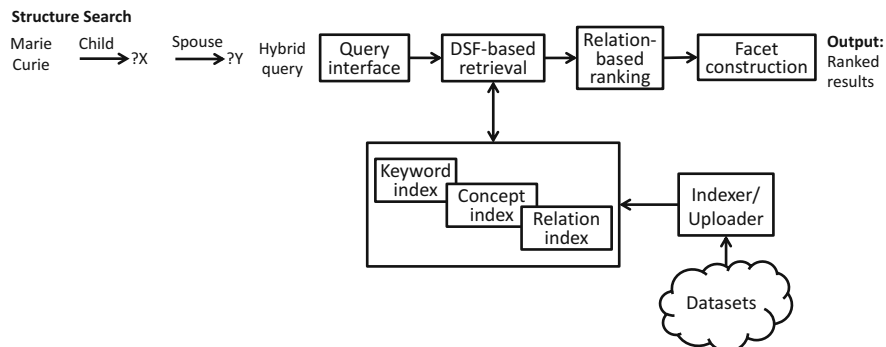 Structure Search
Marie
Curie
Child
?X
Spouse
?Y
Hybrid
query
Query
interface
DSF-based
retrieval
Relation-
based
ranking
Facet
construction
Output:
Ranked
results
Keyword
index
Concept
index
Relation
index
Indexer/
Uploader
Datasets